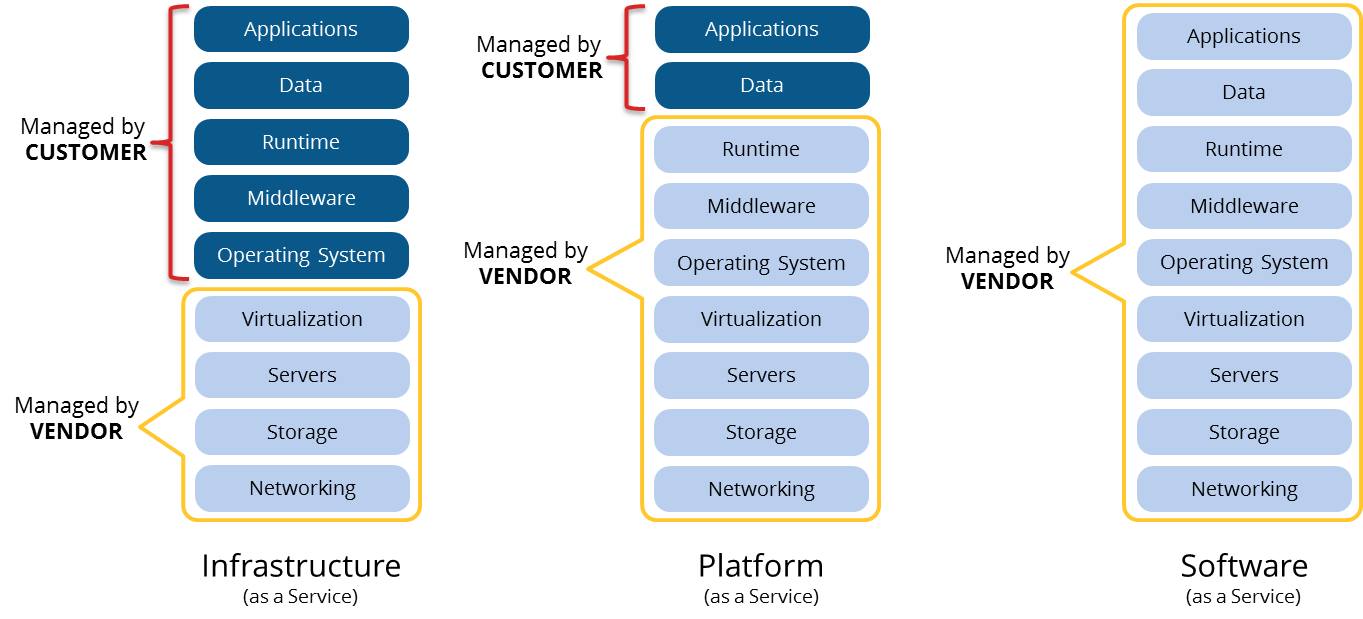 Managed by
CUSTOMER
Applications
Data
Runtime
Middleware
Operating System
Managed by
VENDOR
Virtualization
Servers
Storage
Networking
Infrastructure
(as a Service)
Managed by
CUSTOMER
Applications
Data
Managed by
VENDOR
Runtime
Middleware
Operating System
Virtualization
Servers
Storage
Networking
Platform
(as a Service)
Managed by
VENDOR
Applications
Data
Runtime
Middleware
Operating System
Virtualization
Servers
Storage
Networking
Software
(as a Service)